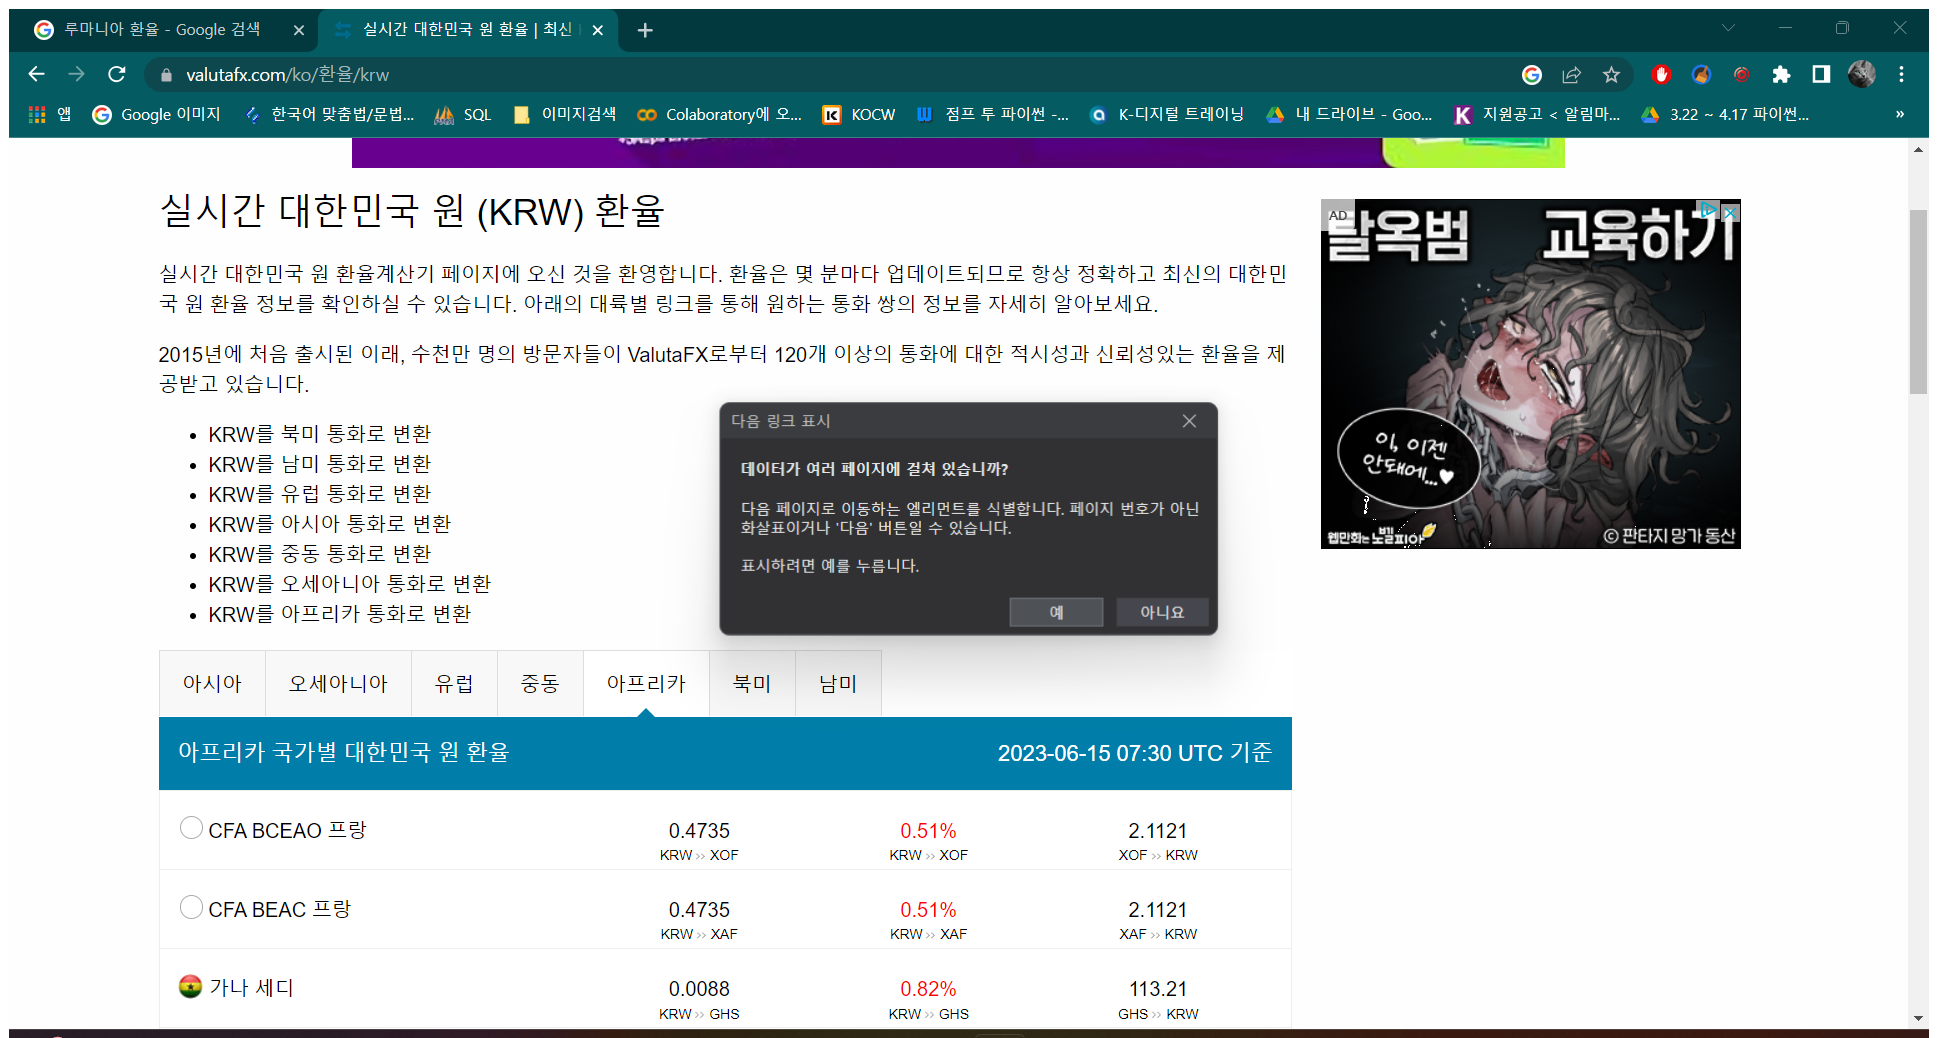 루마니아 환율 - Google 검색
실시간 대한민국 원 환율 | 최신
valutafx.com/ko/환율/krw
앱
Google 이미지
한국어 맞춤법/문법...
SQL
이미지검색
Colaboratory에 오...
KOCW
점프 투 파이썬 -...
K-디지털 트레이닝
내 드라이브 - Goo...
지원공고 < 알림마...
3.22 ~ 4.17 파이썬...
»
실시간 대한민국 원 (KRW) 환율
실시간 대한민국 원 환율계산기 페이지에 오신 것을 환영합니다. 환율은 몇 분마다 업데이트되므로 항상 정확하고 최신의 대한민
국 원 환율 정보를 확인하실 수 있습니다. 아래의 대륙별 링크를 통해 원하는 통화 쌍의 정보를 자세히 알아보세요.
2015년에 처음 출시된 이래, 수천만 명의 방문자들이 ValutaFX로부터 120개 이상의 통화에 대한 적시성과 신뢰성있는 환율을 제
공받고 있습니다.
KRW를 북미 통화로 변환
KRW를 남미 통화로 변환
KRW를 유럽 통화로 변환
KRW를 아시아 통화로 변환
KRW를 중동 통화로 변환
KRW를 오세아니아 통화로 변환
KRW를 아프리카 통화로 변환
다음 링크 표시
데이터가 여러 페이지에 걸쳐 있습니까?
다음 페이지로 이동하는 엘리먼트를 식별합니다. 페이지 번호가 아닌
화살표이거나 '다음' 버튼일 수 있습니다.
표시하려면 예를 누릅니다.
예
아니요
AD
탈옥범 교육하기
이, 이젠
안돼에...♥
웹만화는 노벨피아
ⓒ 판타지 망가 동산
아시아
오세아니아
유럽
중동
아프리카
북미
남미
아프리카 국가별 대한민국 원 환율
2023-06-15 07:30 UTC 기준
CFA BCEAO 프랑
0.4735
0.51%
2.1121
KRW ›› XOF
KRW ›› XOF
XOF ›› KRW
CFA BEAC 프랑
0.4735
0.51%
2.1121
KRW ›› XAF
KRW ›› XAF
XAF ›› KRW
가나 세디
0.0088
0.82%
113.21
KRW ›› GHS
KRW ›› GHS
GHS ›› KRW